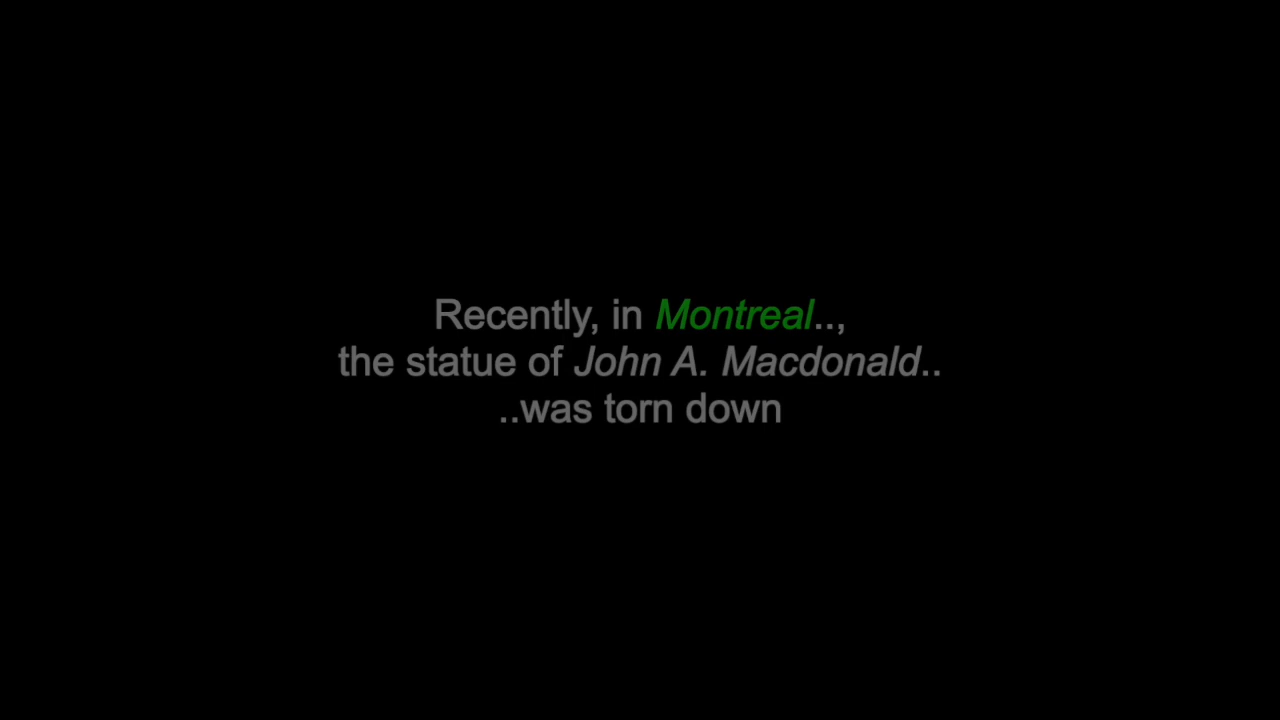 Recently, in Montreal..,
the statue of John A. Macdonald..
..was torn down